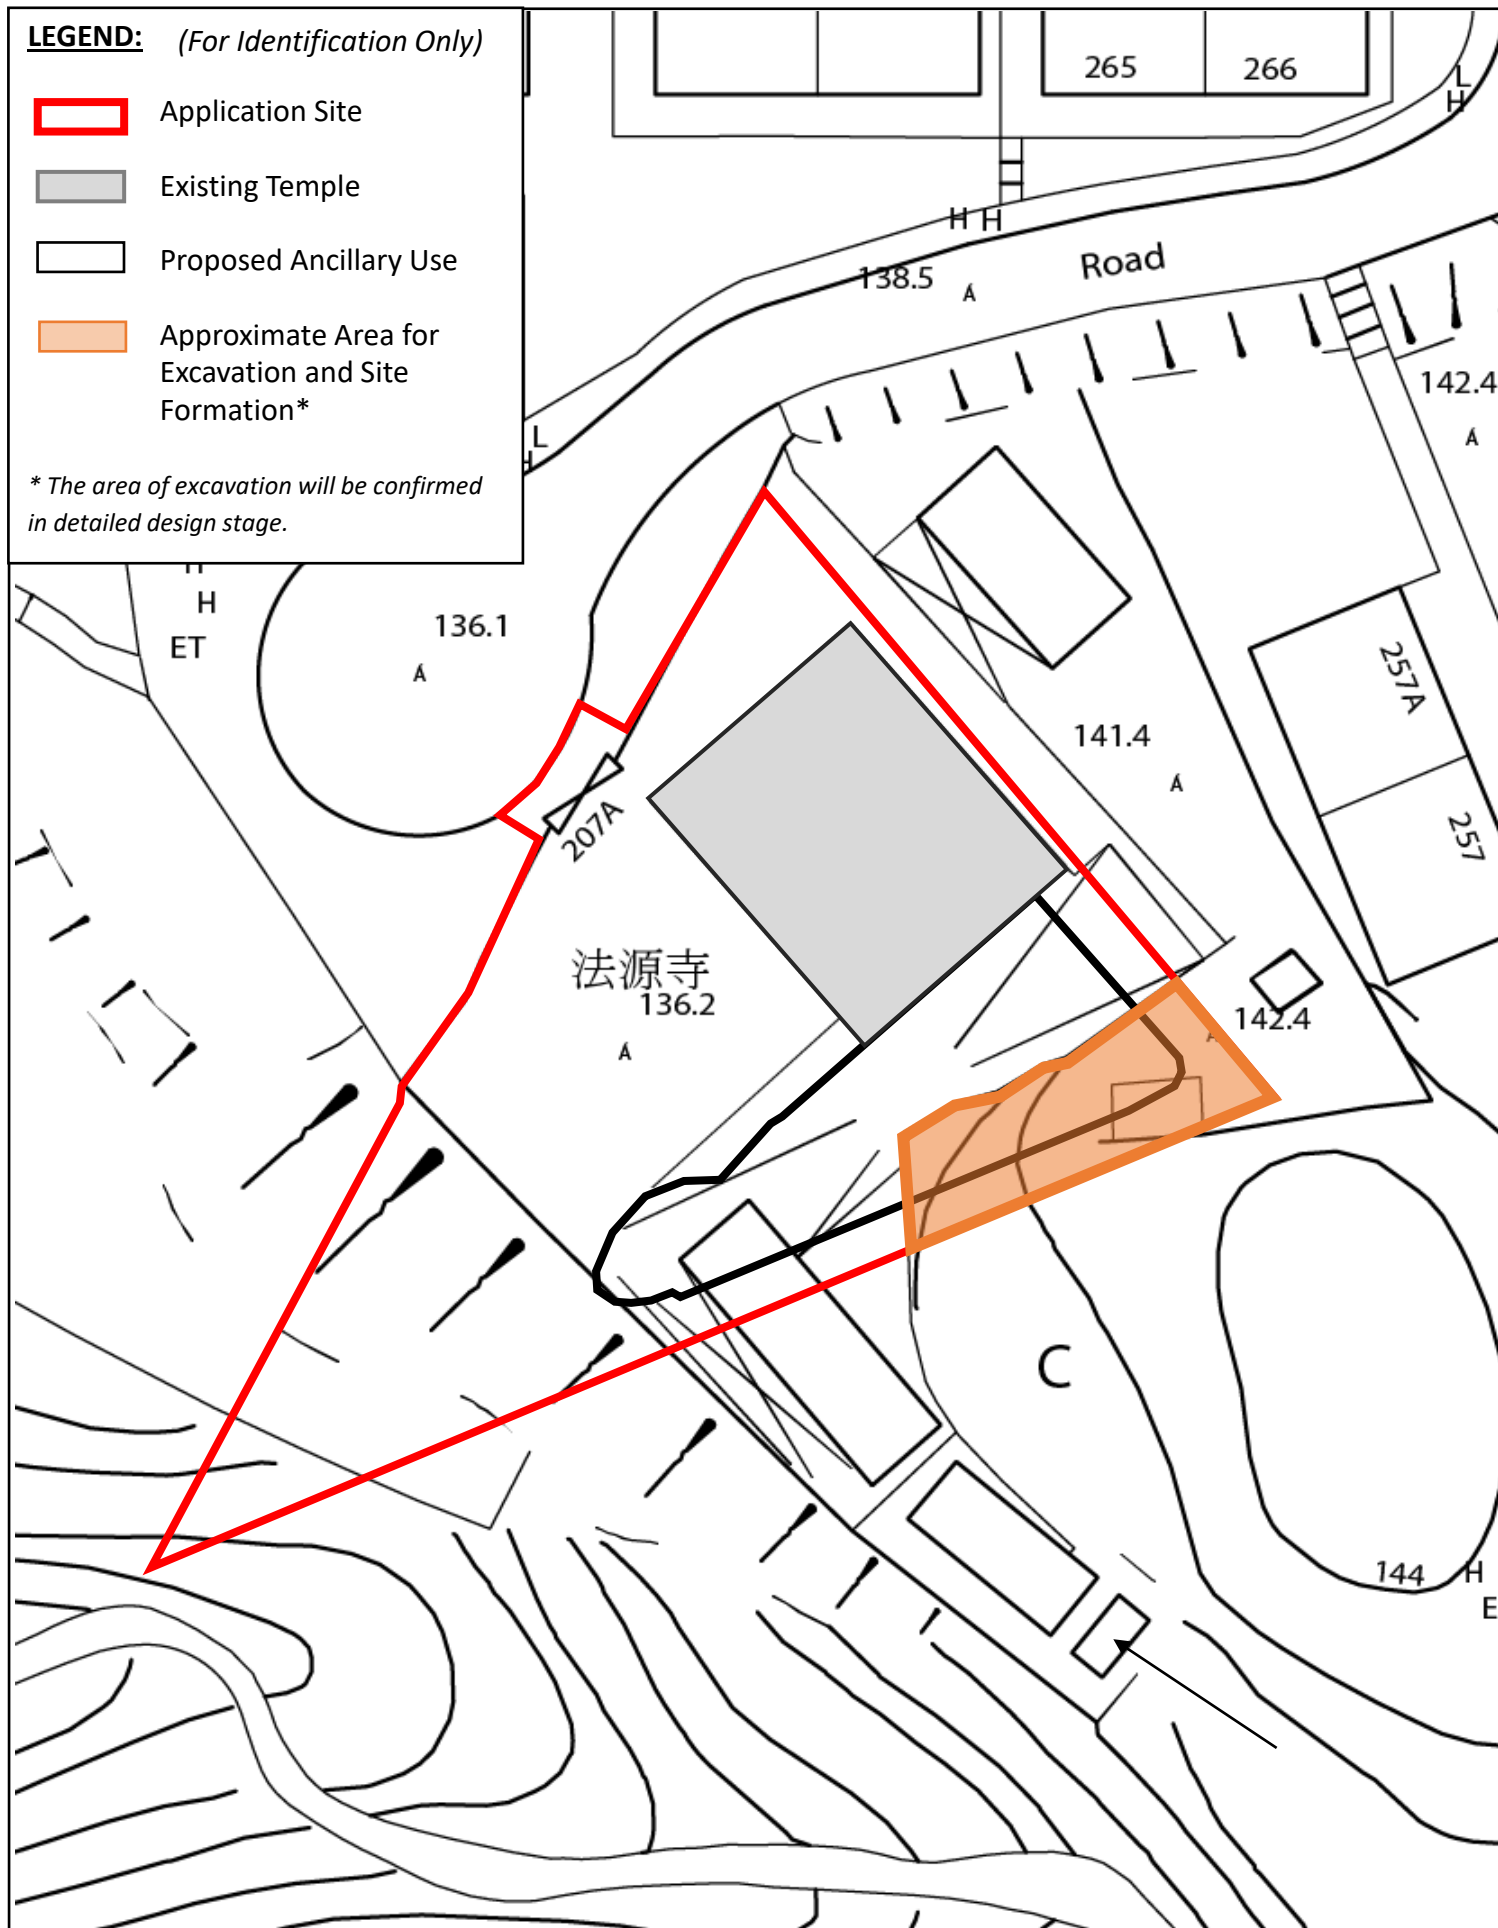 LEGEND: (For Identification Only)
Application Site
Existing Temple
Proposed Ancillary Use
Approximate Area for
Excavation and Site
Formation*
* The area of excavation will be confirmed
in detailed design stage.
265
266
L
H
H H
Road
138.5
142.4
L
H
H
H
ET
136.1
257A
141.4
257
207A
法源寺
136.2
142.4
C
144
H
E